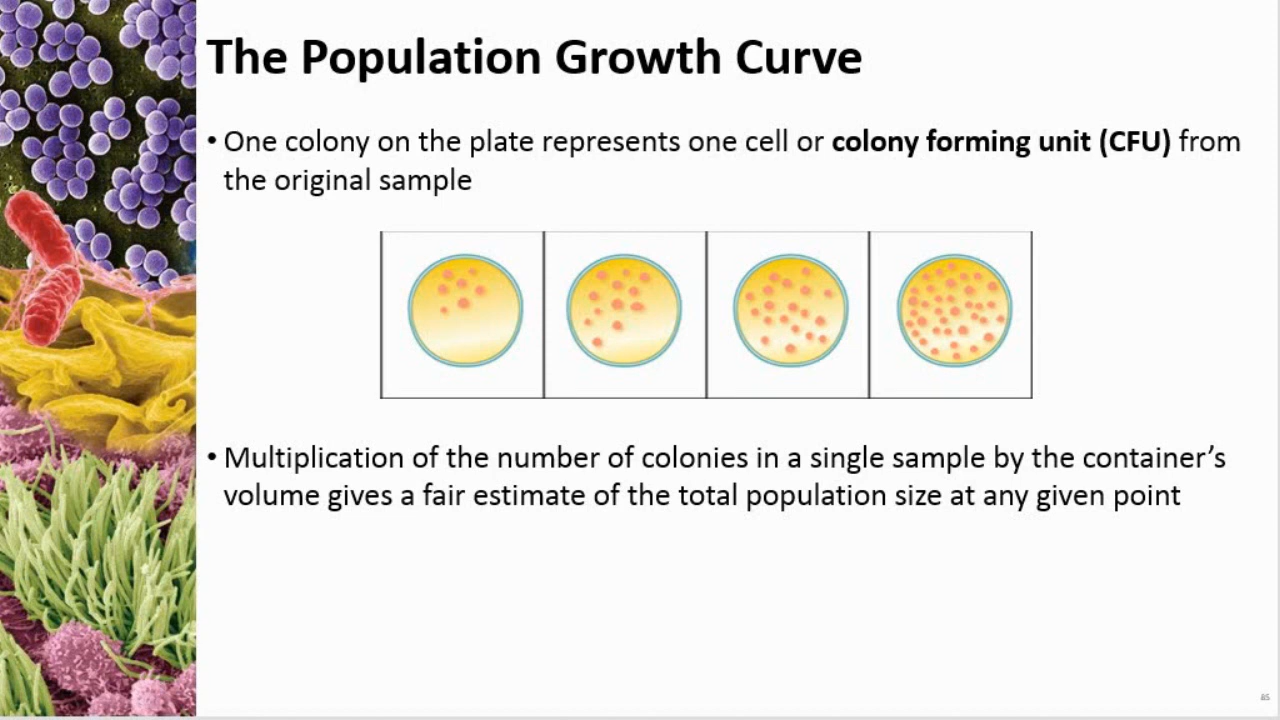 The Population Growth Curve
• One colony on the plate represents one cell or colony forming unit (CFU) from
the original sample
• Multiplication of the number of colonies in a single sample by the container’s
volume gives a fair estimate of the total population size at any given point
85